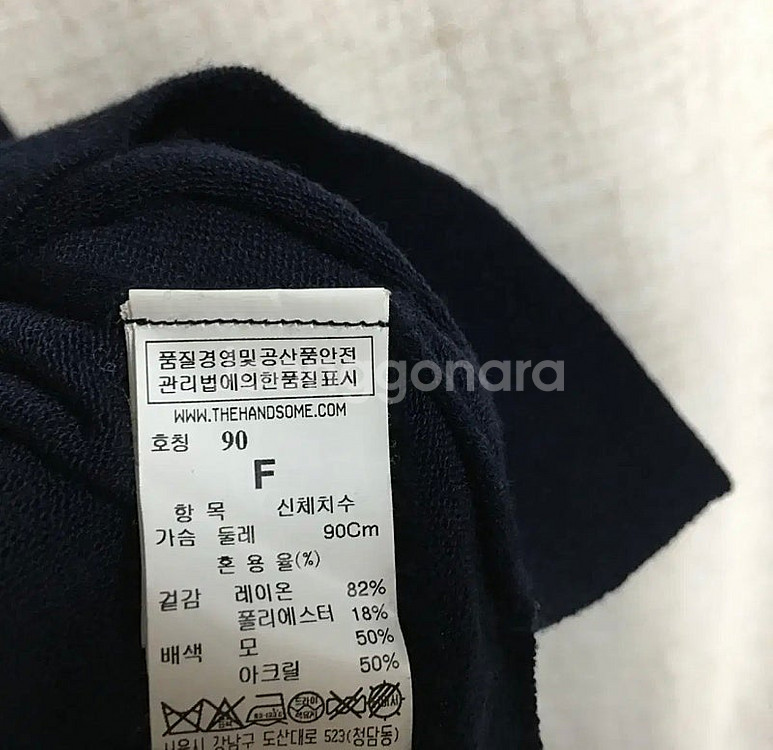 품질경영및공산품안전
관리법에의한품질표시
WWW.THEHANDSOME.COM
호칭 90
F
항 목 신체치수
가슴 둘레 90Cm
혼 용 율(%)
겉감 레이온 82%
폴리에스터 18%
배색 모 50%
아크릴 50%
드라이
서울시 강남구 도산대로 523(청담동)
gonara